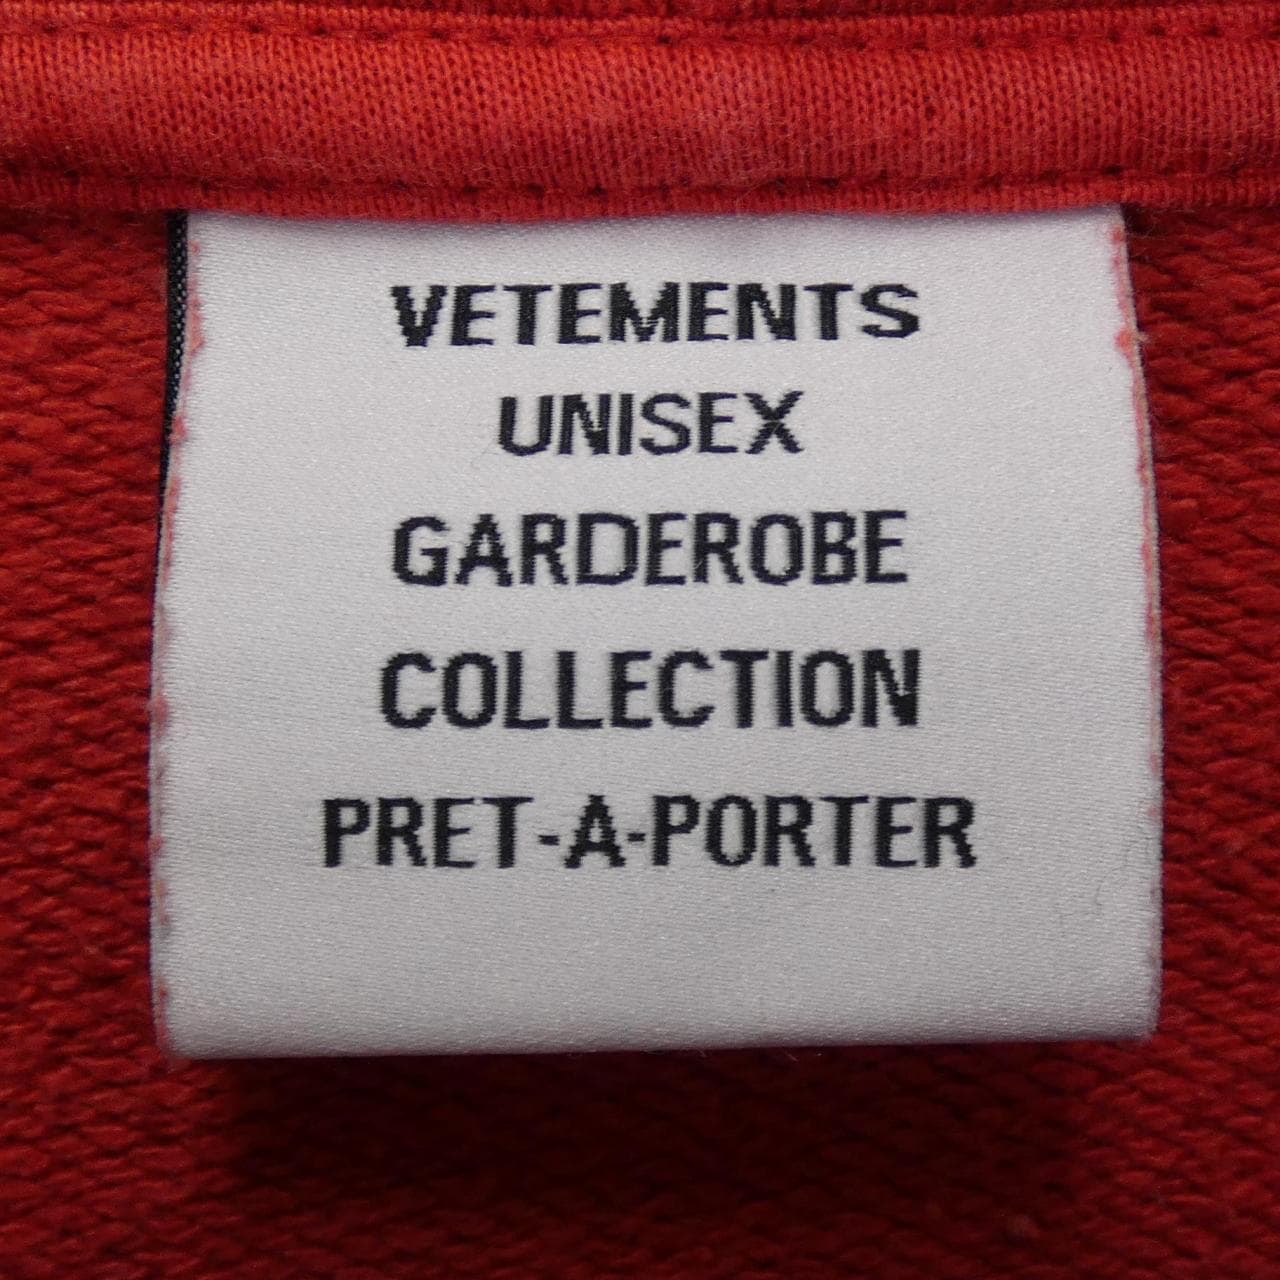 VETEMENTS
UNISEX
GARDEROBE
COLLECTION
PRET-A-PORTER